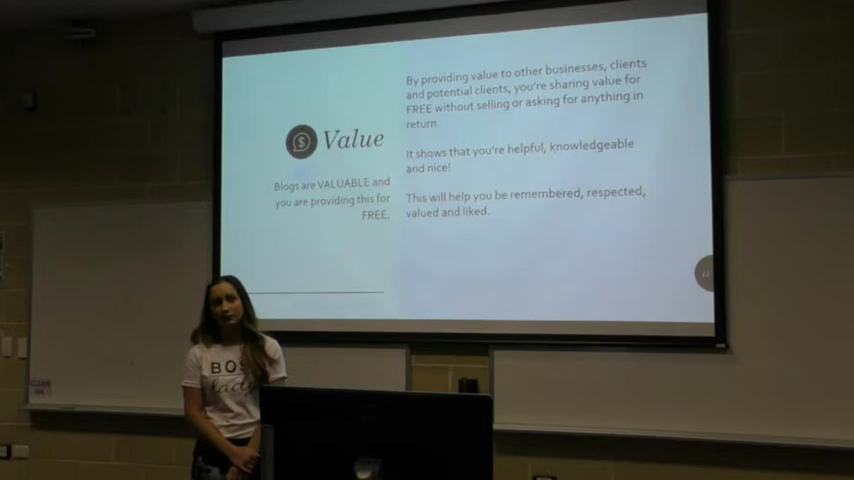 Value
Blogs are VALUABLE and
you are providing this for
FREE.
By providing value to other businesses, clients
and potential clients, you're sharing value for
FREE without selling or asking for anything in
return.
It shows that you're helpful, knowledgeable
and nice!
This will help you be remembered, respected,
valued and liked.
$
BOSS
lady